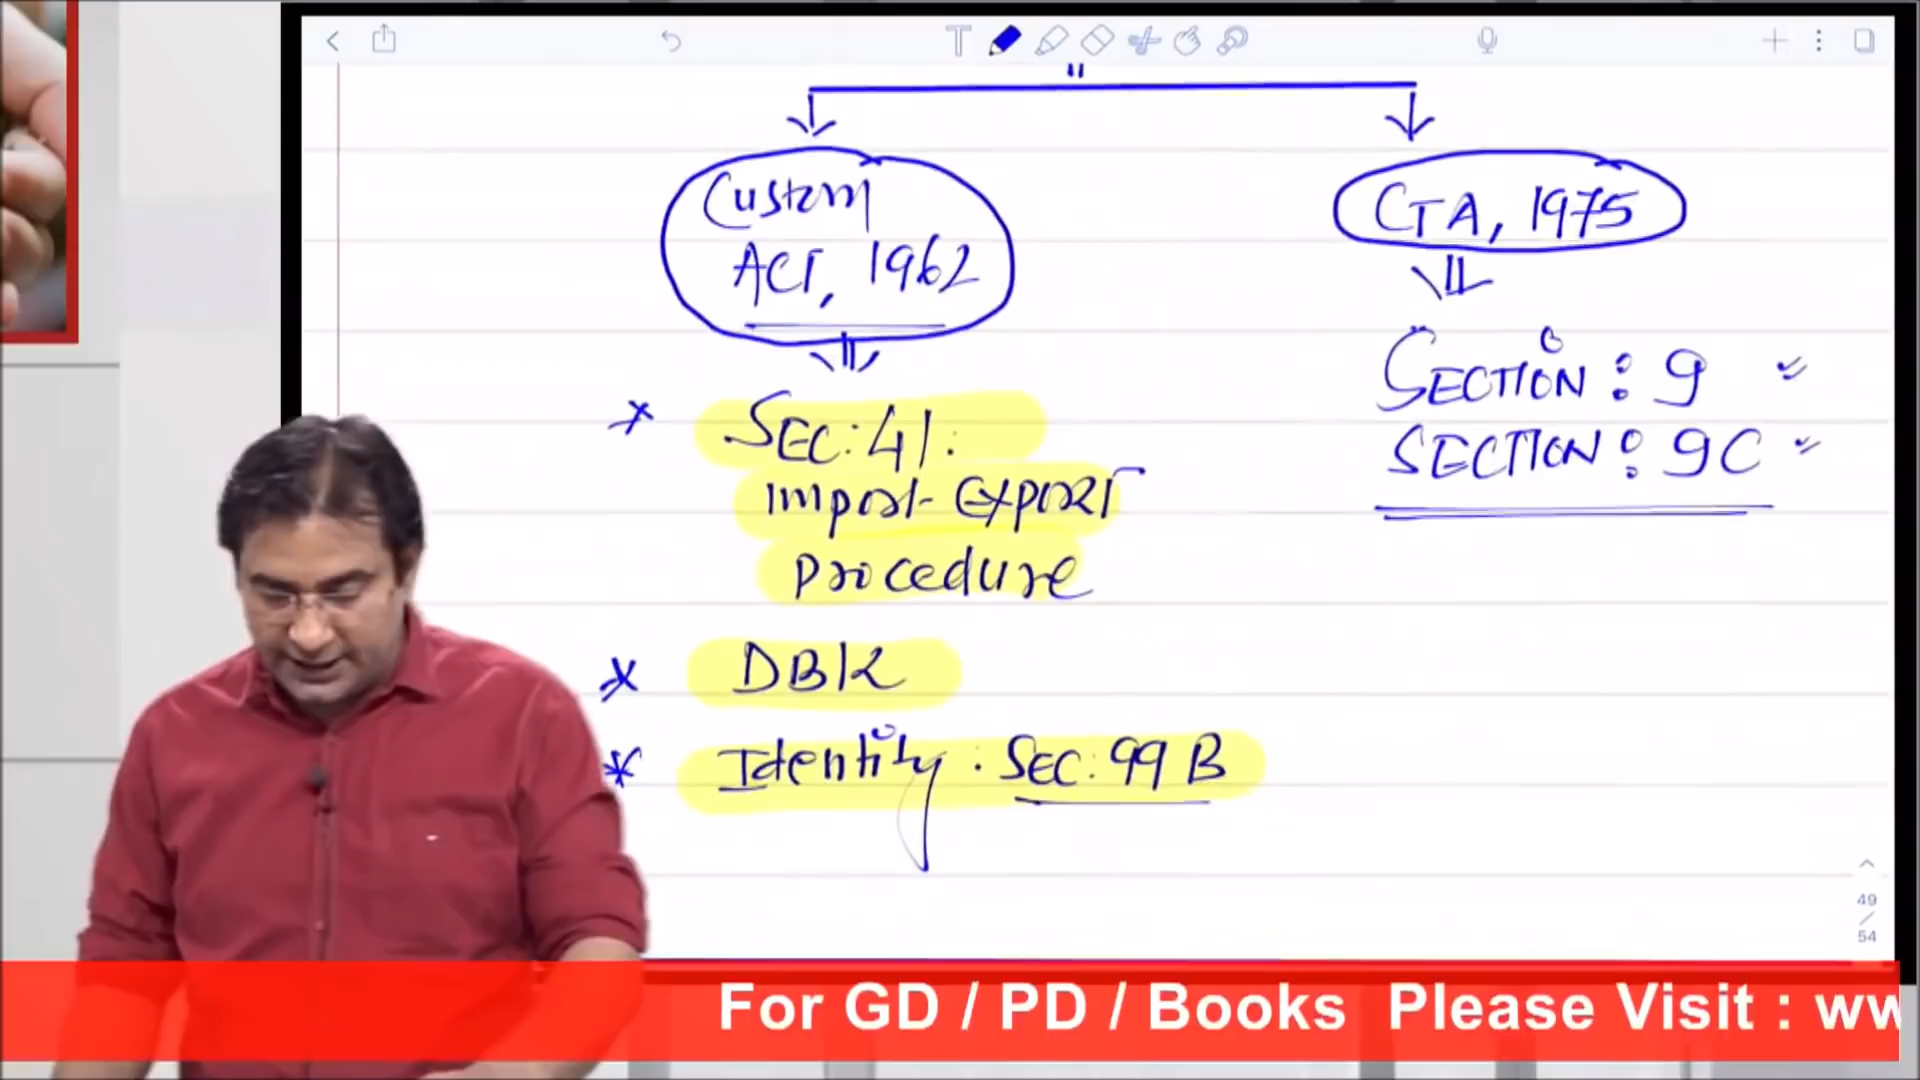 "
Custom
ACT, 1962
CTA, 1975
SEC: 41:
Import-Export
Procedure
SECTION : 9
SECTION : 9C
DBK
Identity : SEC: 99 B
49
/
54
For GD / PD / Books Please Visit : ww